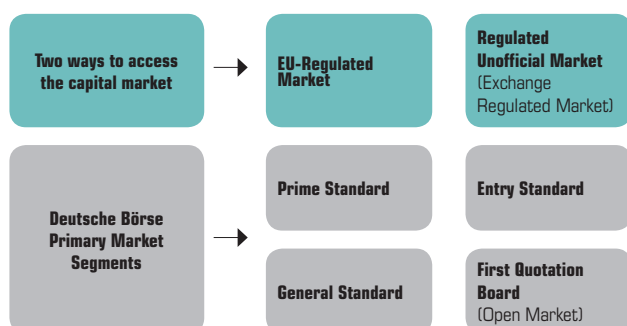 Two ways to access
the capital market
EU-Regulated
Market
Regulated
Unofficial Market
(Exchange
Regulated Market)
Deutsche Börse
Primary Market
Segments
Prime Standard
Entry Standard
General Standard
First Quotation
Board
(Open Market)